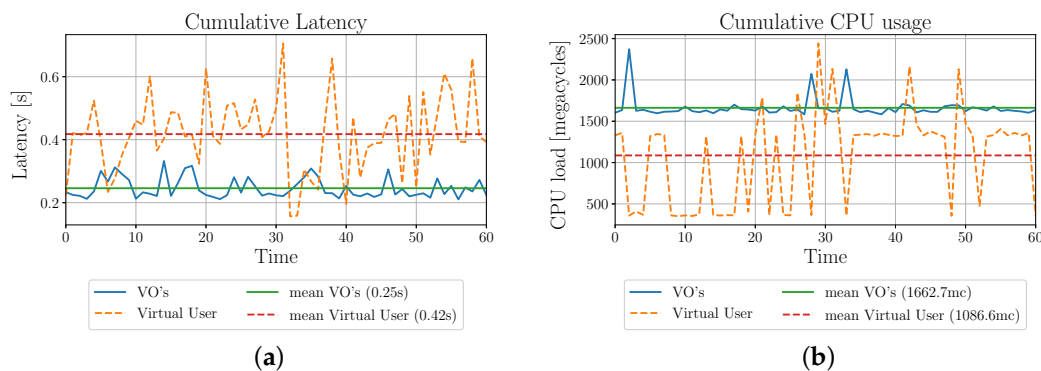 Cumulative Latency
Latency [s]
0.6
0.4
0.2
0 10 20 30 40 50 60
Time
VO's
Virtual User
mean VO's (0.25s)
mean Virtual User (0.42s)
(a)
Cumulative CPU usage
CPU load [megacycles]
2500
2000
1500
1000
500
0 10 20 30 40 50 60
Time
VO's
Virtual User
mean VO's (1662.7mc)
mean Virtual User (1086.6mc)
(b)